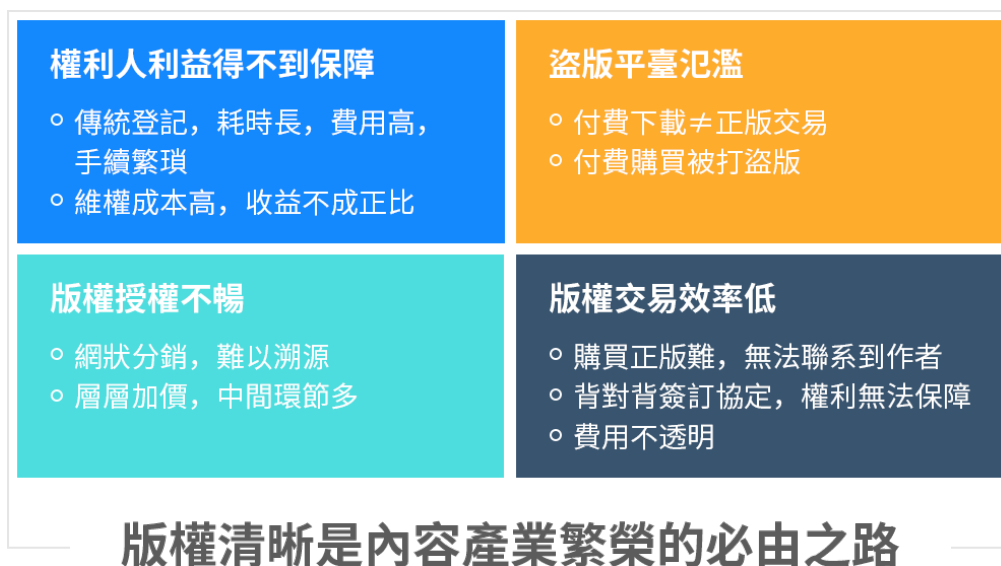 權利人利益得不到保障
傳統登記，耗時長，費用高，
手續繁瑣
維權成本高，收益不成正比
盜版平臺氾濫
付費下載≠正版交易
付費購買被打盜版
版權授權不暢
網狀分銷，難以溯源
層層加價，中間環節多
版權交易效率低
購買正版難，無法聯系到作者
背對背簽訂協定，權利無法保障
費用不透明
版權清晰是內容產業繁榮的必由之路